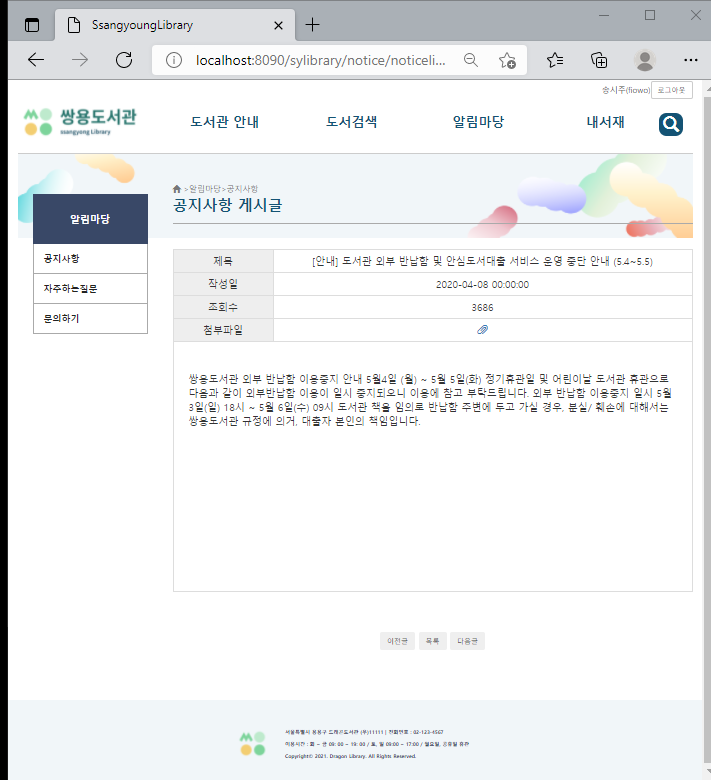 SsangyoungLibrary
localhost:8090/sylibrary/notice/noticeli...
송시주(fiowo) 로그아웃
쌍용도서관
ssangyong Library
도서관 안내 도서검색 알림마당 내서재
> 알림마당 > 공지사항
공지사항 게시글
알림마당
공지사항
자주하는질문
문의하기
제목 [안내] 도서관 외부 반납함 및 안심도서대출 서비스 운영 중단 안내 (5.4~5.5)
작성일 2020-04-08 00:00:00
조회수 3686
첨부파일
쌍용도서관 외부 반납함 이용중지 안내 5월4일 (월) ~ 5월 5일(화) 정기휴관일 및 어린이날 도서관 휴관으로
다음과 같이 외부반납함 이용이 일시 중지되오니 이용에 참고 부탁드립니다. 외부 반납함 이용중지 일시 5월
3일(일) 18시 ~ 5월 6일(수) 09시 도서관 책을 임의로 반납함 주변에 두고 가실 경우, 분실/ 훼손에 대해서는
쌍용도서관 규정에 의거, 대출자 본인의 책임입니다.
이전글 목록 다음글
서울특별시 용용구 드래곤도서관 (우)11111 | 전화번호 : 02-123-4567
이용시간 : 화 ~ 금 09: 00 ~ 19: 00 / 토, 일 09:00 ~ 17:00 / 월요일, 공휴일 휴관
Copyright© 2021. Dragon Library. All Rights Reserved.